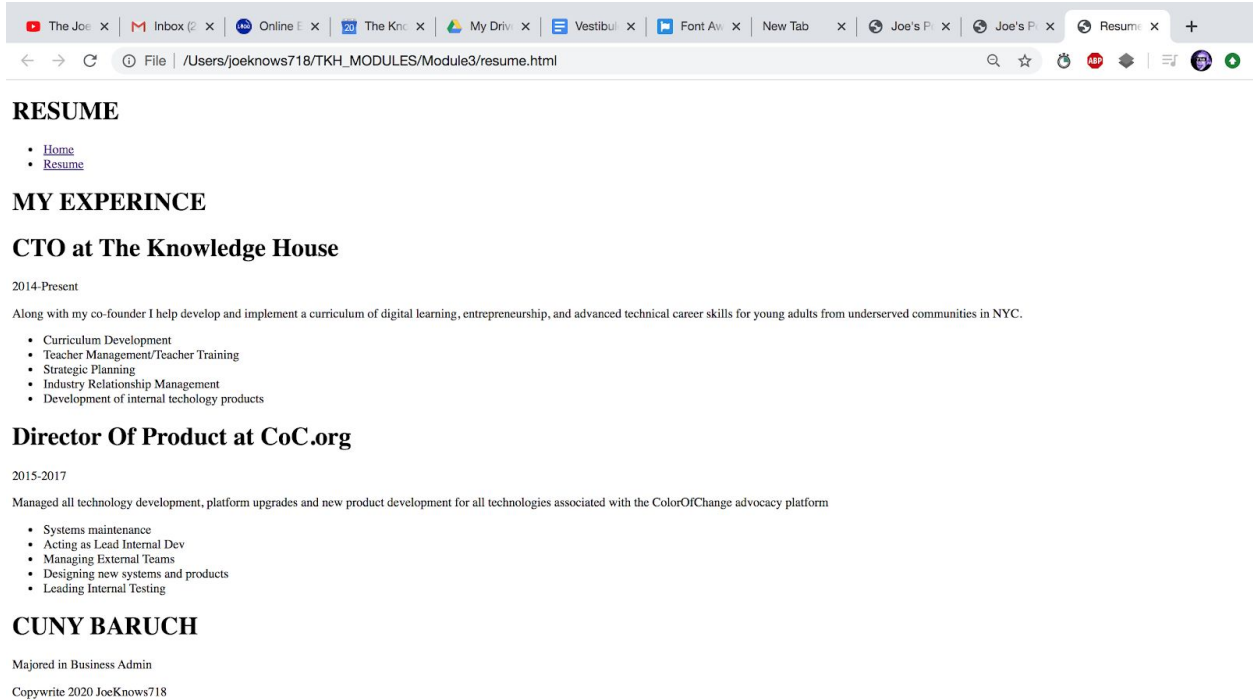 The Joe Inbox (2 Online E The Kno My Driv Vestibul Font Aw New Tab Joe's P Joe's P Resume
File /Users/joeknows718/TKH_MODULES/Module3/resume.html ABP
RESUME
Home
Resume
MY EXPERINCE
CTO at The Knowledge House
2014-Present
Along with my co-founder I help develop and implement a curriculum of digital learning, entrepreneurship, and advanced technical career skills for young adults from underserved communities in NYC.
Curriculum Development
Teacher Management/Teacher Training
Strategic Planning
Industry Relationship Management
Development of internal techology products
Director Of Product at CoC.org
2015-2017
Managed all technology development, platform upgrades and new product development for all technologies associated with the ColorOfChange advocacy platform
Systems maintenance
Acting as Lead Internal Dev
Managing External Teams
Designing new systems and products
Leading Internal Testing
CUNY BARUCH
Majored in Business Admin
Copywrite 2020 JoeKnows718